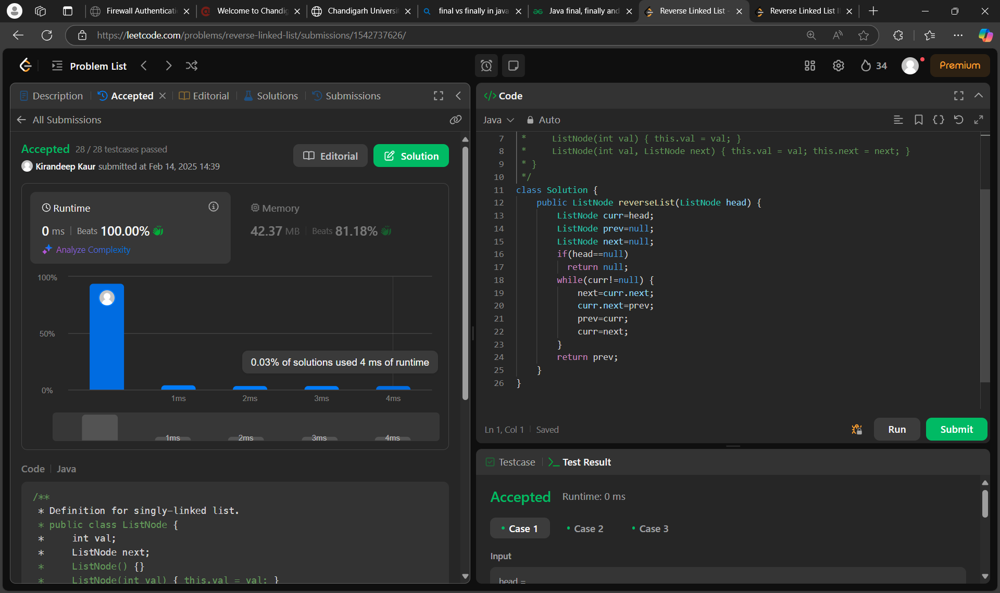 Firewall Authenticati
Welcome to Chandig
Chandigarh Universit
final vs finally in java
Java final, finally and
Reverse Linked List -
Reverse Linked List II
https://leetcode.com/problems/reverse-linked-list/submissions/1542737626/
Problem List
34
Premium
Description
Accepted
Editorial
Solutions
Submissions
All Submissions
Accepted 28 / 28 testcases passed
Kirandeep Kaur submitted at Feb 14, 2025 14:39
Editorial
Solution
Runtime
0 ms Beats 100.00%
Analyze Complexity
Memory
42.37 MB Beats 81.18%
100%
50%
0%
0.03% of solutions used 4 ms of runtime
1ms 2ms 3ms 4ms
1ms 2ms 3ms 4ms
Code Java
/**
* Definition for singly-linked list.
* public class ListNode {
* int val;
* ListNode next;
* ListNode() {}
* ListNode(int val) { this.val = val; }
</> Code
Java Auto
7 * ListNode(int val) { this.val = val; }
8 * ListNode(int val, ListNode next) { this.val = val; this.next = next; }
9 * }
10 */
11 class Solution {
12 public ListNode reverseList(ListNode head) {
13 ListNode curr=head;
14 ListNode prev=null;
15 ListNode next=null;
16 if(head==null)
17 return null;
18 while(curr!=null) {
19 next=curr.next;
20 curr.next=prev;
21 prev=curr;
22 curr=next;
23 }
24 return prev;
25 }
26 }
Ln 1, Col 1 Saved
Run
Submit
Testcase
Test Result
Accepted Runtime: 0 ms
• Case 1 • Case 2 • Case 3
Input
head =